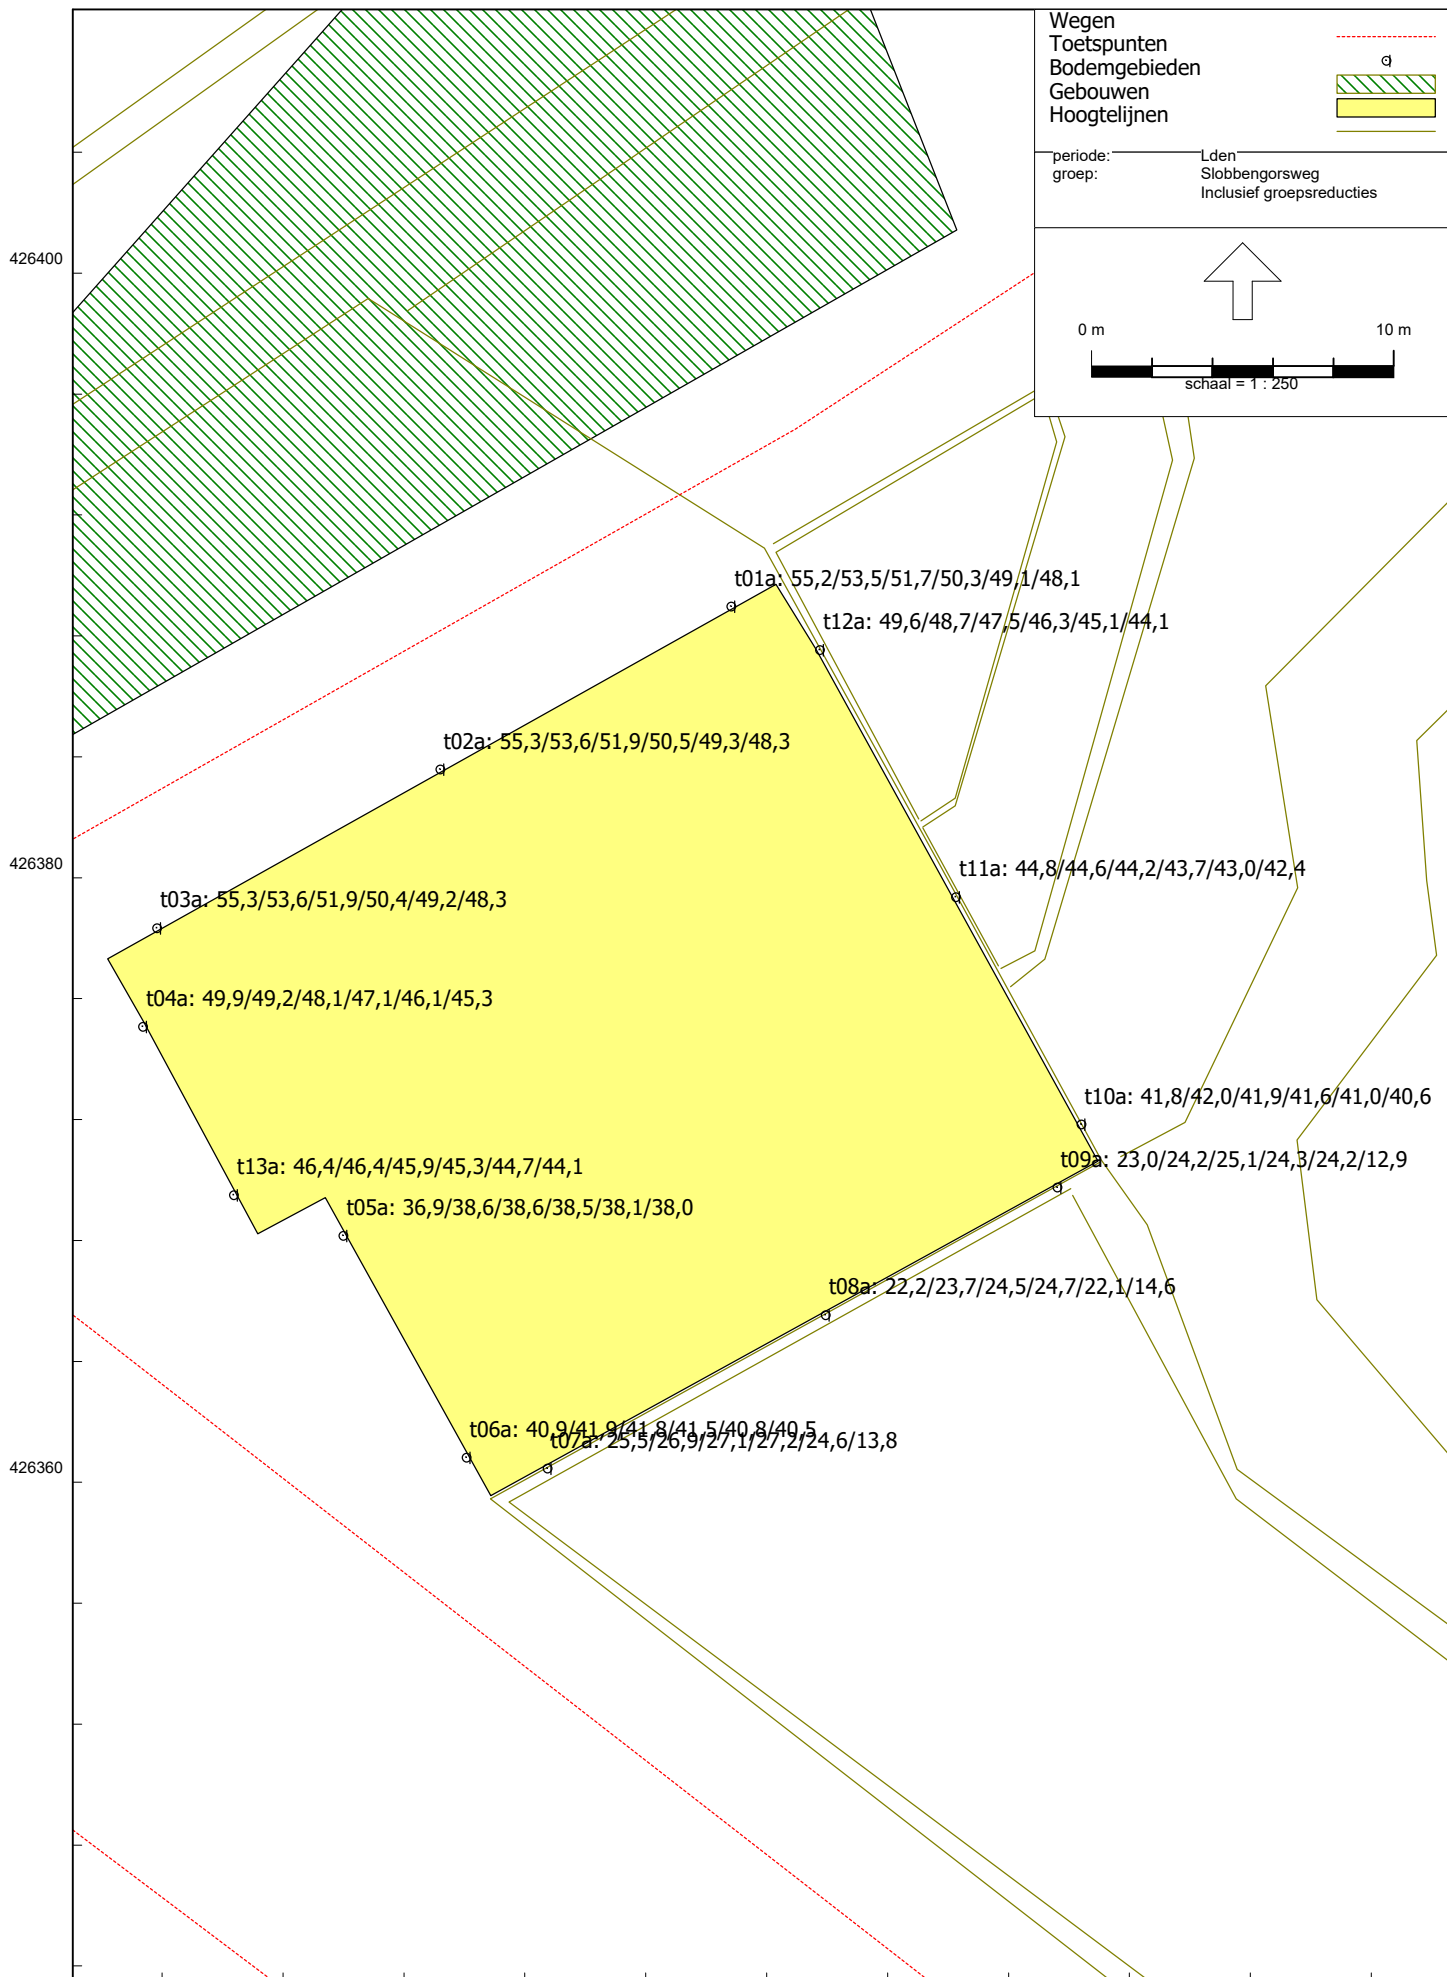 Wegen
Toetspunten
Bodemgebieden
Gebouwen
Hoogtelijnen
periode: Lden
groep: Slobbengorsweg
Inclusief groepsreducties
0 m 10 m
schaal = 1 : 250
426400
t01a: 55,2/53,5/51,7/50,3/49,1/48,1
t12a: 49,6/48,7/47,5/46,3/45,1/44,1
t02a: 55,3/53,6/51,9/50,5/49,3/48,3
426380
t11a: 44,8/44,6/44,2/43,7/43,0/42,4
t03a: 55,3/53,6/51,9/50,4/49,2/48,3
t04a: 49,9/49,2/48,1/47,1/46,1/45,3
t10a: 41,8/42,0/41,9/41,6/41,0/40,6
t09a: 23,0/24,2/25,1/24,3/24,2/12,9
t13a: 46,4/46,4/45,9/45,3/44,7/44,1
t05a: 36,9/38,6/38,6/38,5/38,1/38,0
t08a: 22,2/23,7/24,5/24,7/22,1/14,6
t06a: 40,9/41,9/41,8/41,5/40,8/40,5
t07a: 25,5/26,9/27,1/27,2/24,6/13,8
426360